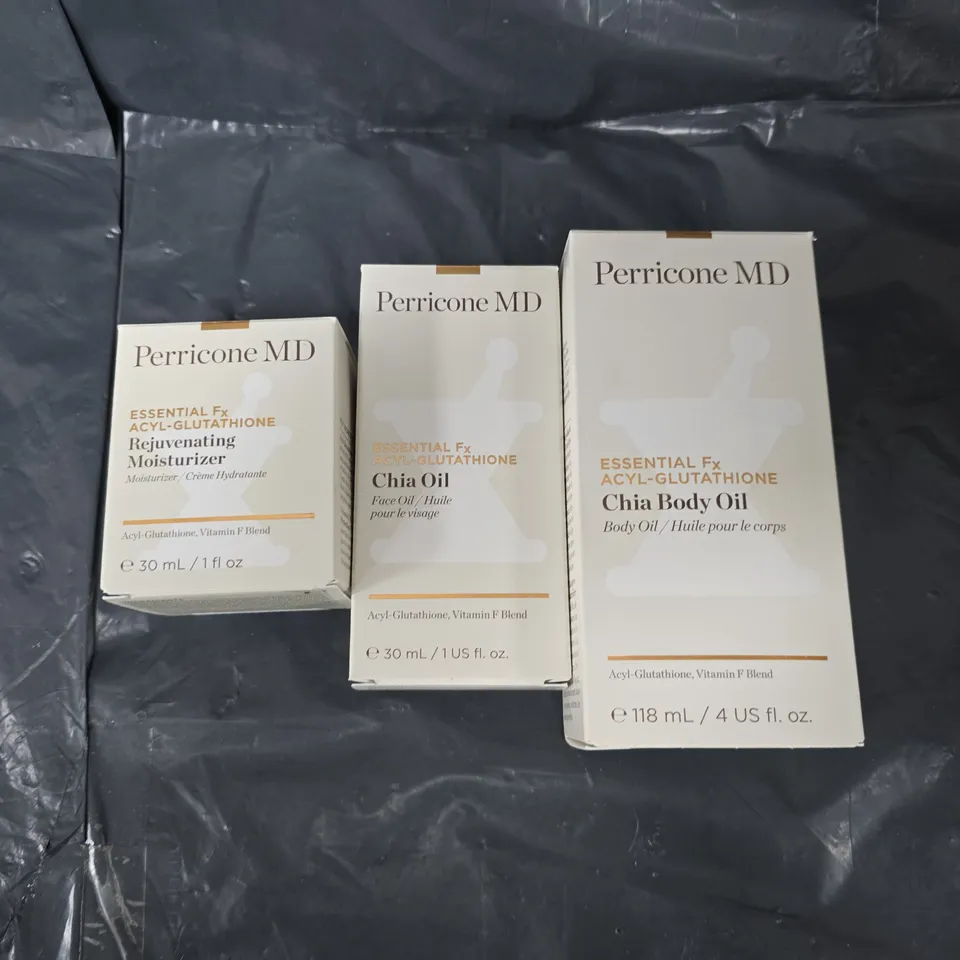 Perricone MD
ESSENTIAL Fx
ACYL-GLUTATHIONE
Rejuvenating
Moisturizer
Moisturizer / Crème Hydratante
Acyl-Glutathione, Vitamin F Blend
℮ 30 mL / 1 fl oz
Perricone MD
ESSENTIAL Fx
ACYL-GLUTATHIONE
Chia Oil
Face Oil / Huile
pour le visage
Acyl-Glutathione, Vitamin F Blend
℮ 30 mL / 1 US fl. oz.
Perricone MD
ESSENTIAL Fx
ACYL-GLUTATHIONE
Chia Body Oil
Body Oil / Huile pour le corps
Acyl-Glutathione, Vitamin F Blend
℮ 118 mL / 4 US fl. oz.